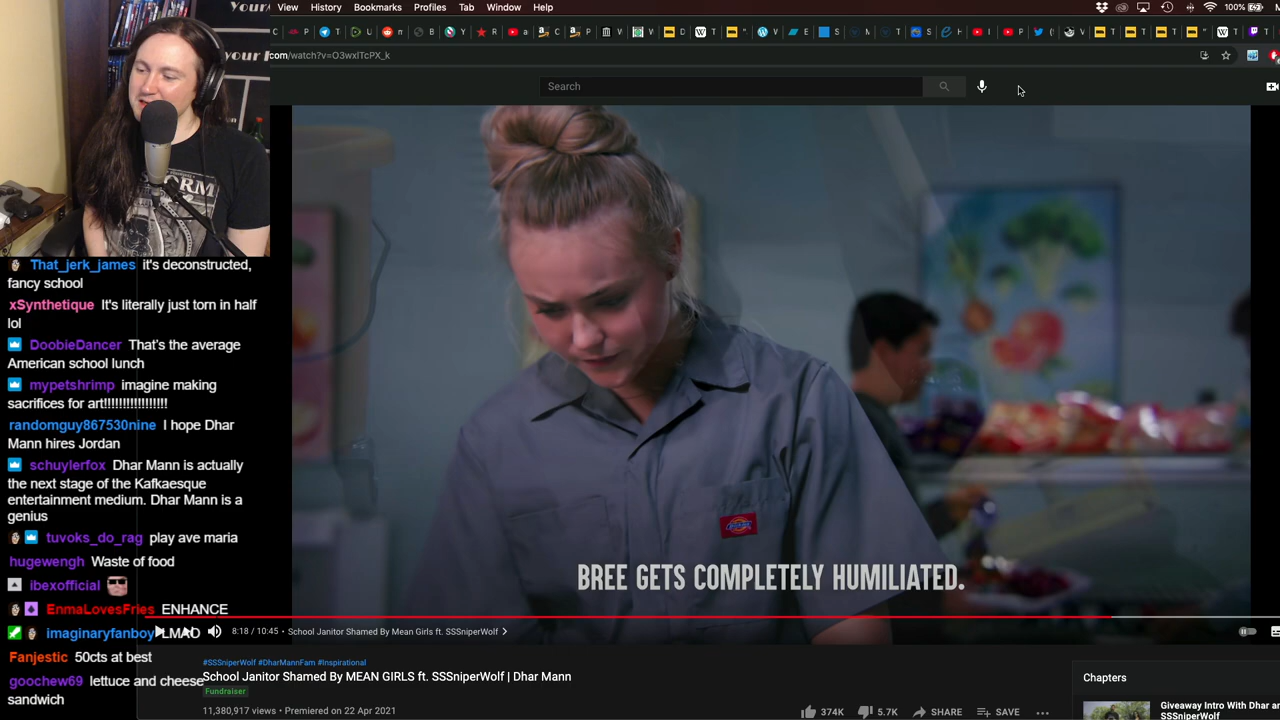 View History Bookmarks Profiles Tab Window Help 100%
.com/watch?v=O3wxlTcPX_k
Search
That_jerk_james it's deconstructed,
fancy school
xSynthetique It's literally just torn in half
lol
DoobieDancer That's the average
American school lunch
mypetshrimp imagine making
sacrifices for art!!!!!!!!!!!!!!!!!
randomguy867530nine I hope Dhar
Mann hires Jordan
schuylerfox Dhar Mann is actually
the next stage of the Kafkaesque
entertainment medium. Dhar Mann is a
genius
tuvoks_do_rag play ave maria
hugewengh Waste of food
ibexofficial
EnmaLovesFries ENHANCE
imaginaryfanboy LMAO
Fanjestic 50cts at best
goochew69 lettuce and cheese
sandwich
Dickies
BREE GETS COMPLETELY HUMILIATED.
8:18 / 10:45 • School Janitor Shamed By Mean Girls ft. SSSniperWolf
#SSSniperWolf #DharMannFam #Inspirational
School Janitor Shamed By MEAN GIRLS ft. SSSniperWolf | Dhar Mann
Fundraiser
11,380,917 views • Premiered on 22 Apr 2021
374K 5.7K SHARE SAVE
Chapters
Giveaway Intro With Dhar
SSSniperWolf